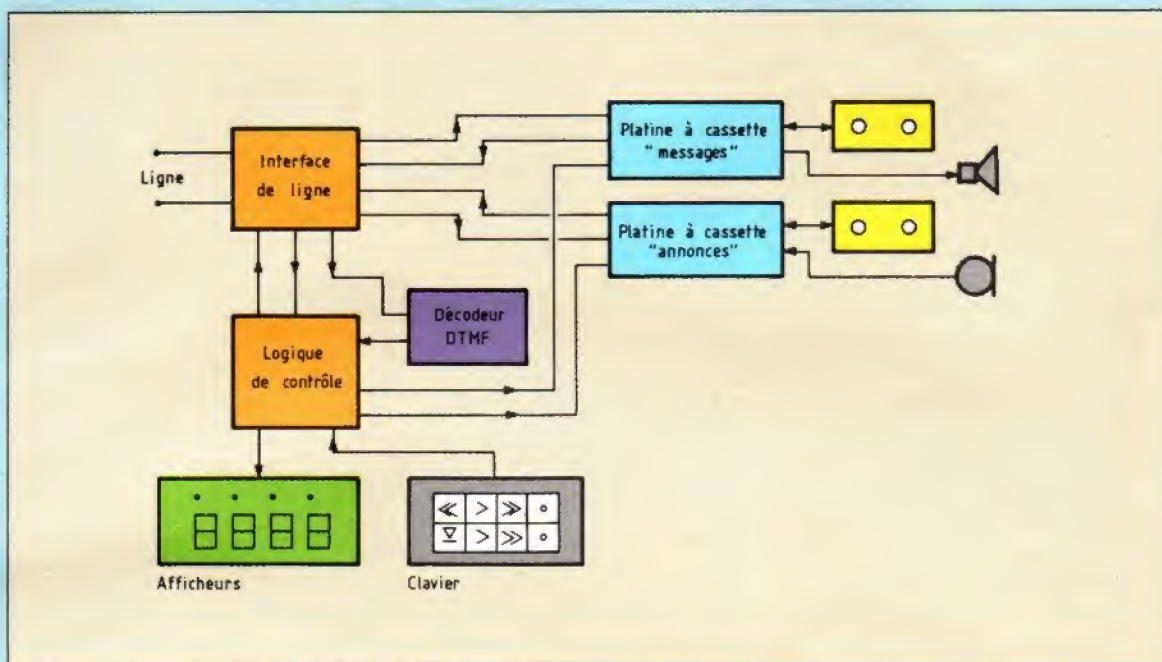 Platine à cassette
"messages"
Interface
de ligne
Ligne
Platine à cassette
"annonces"
Décodeur
DTMF
Logique
de contrôle
Afficheurs
Clavier